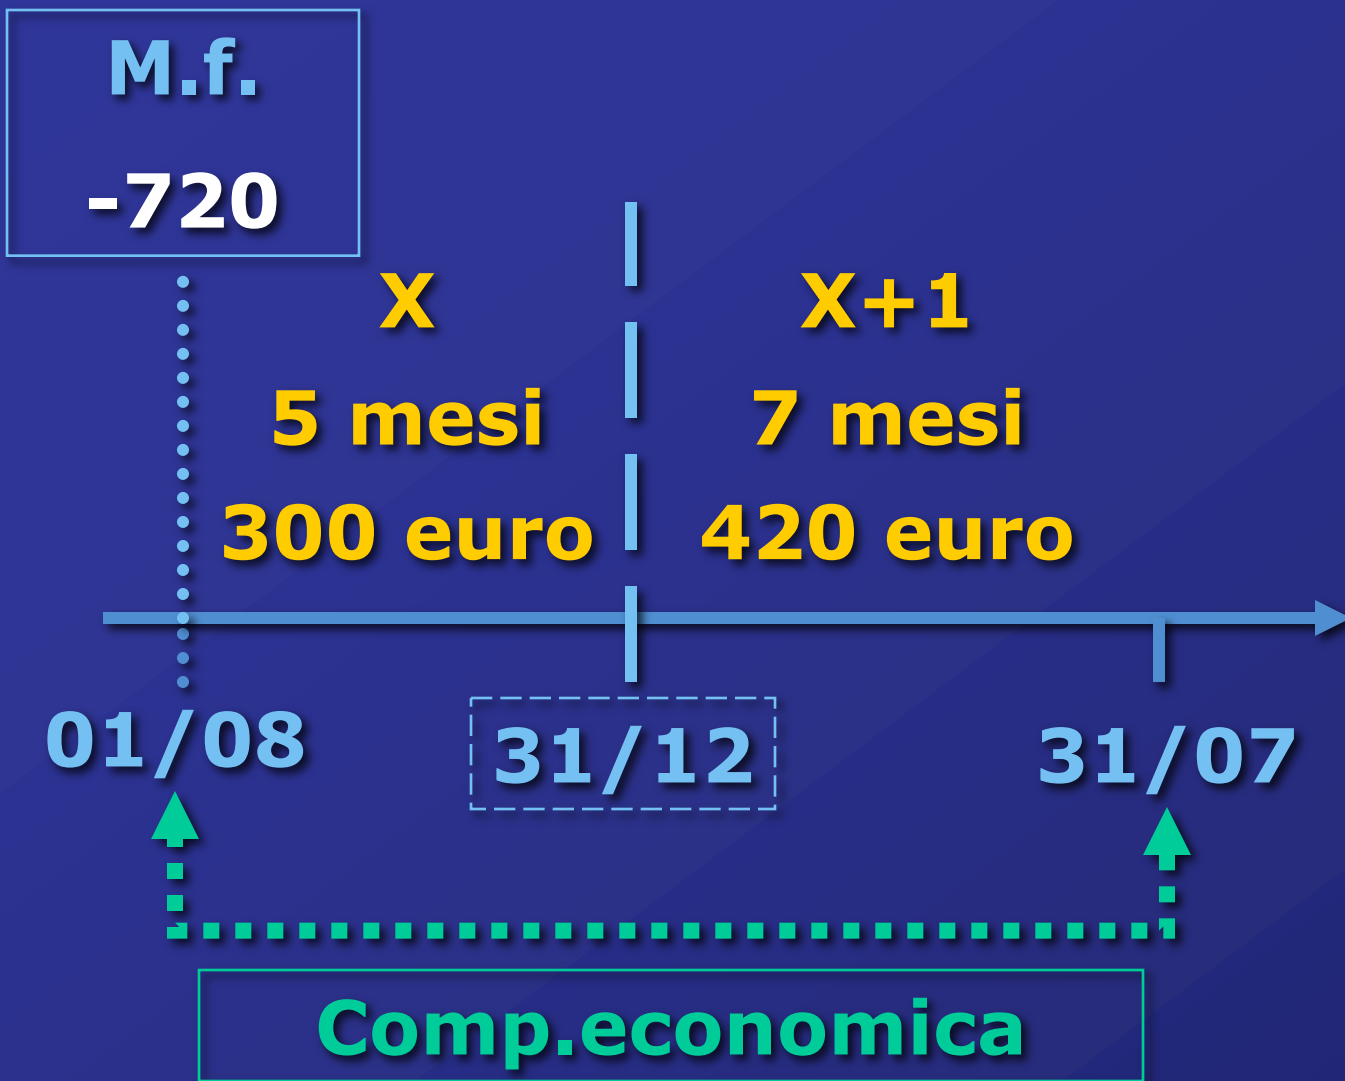 M.f.
-720
X
X+1
5 mesi
7 mesi
300 euro
420 euro
01/08
31/12
31/07
Comp.economica